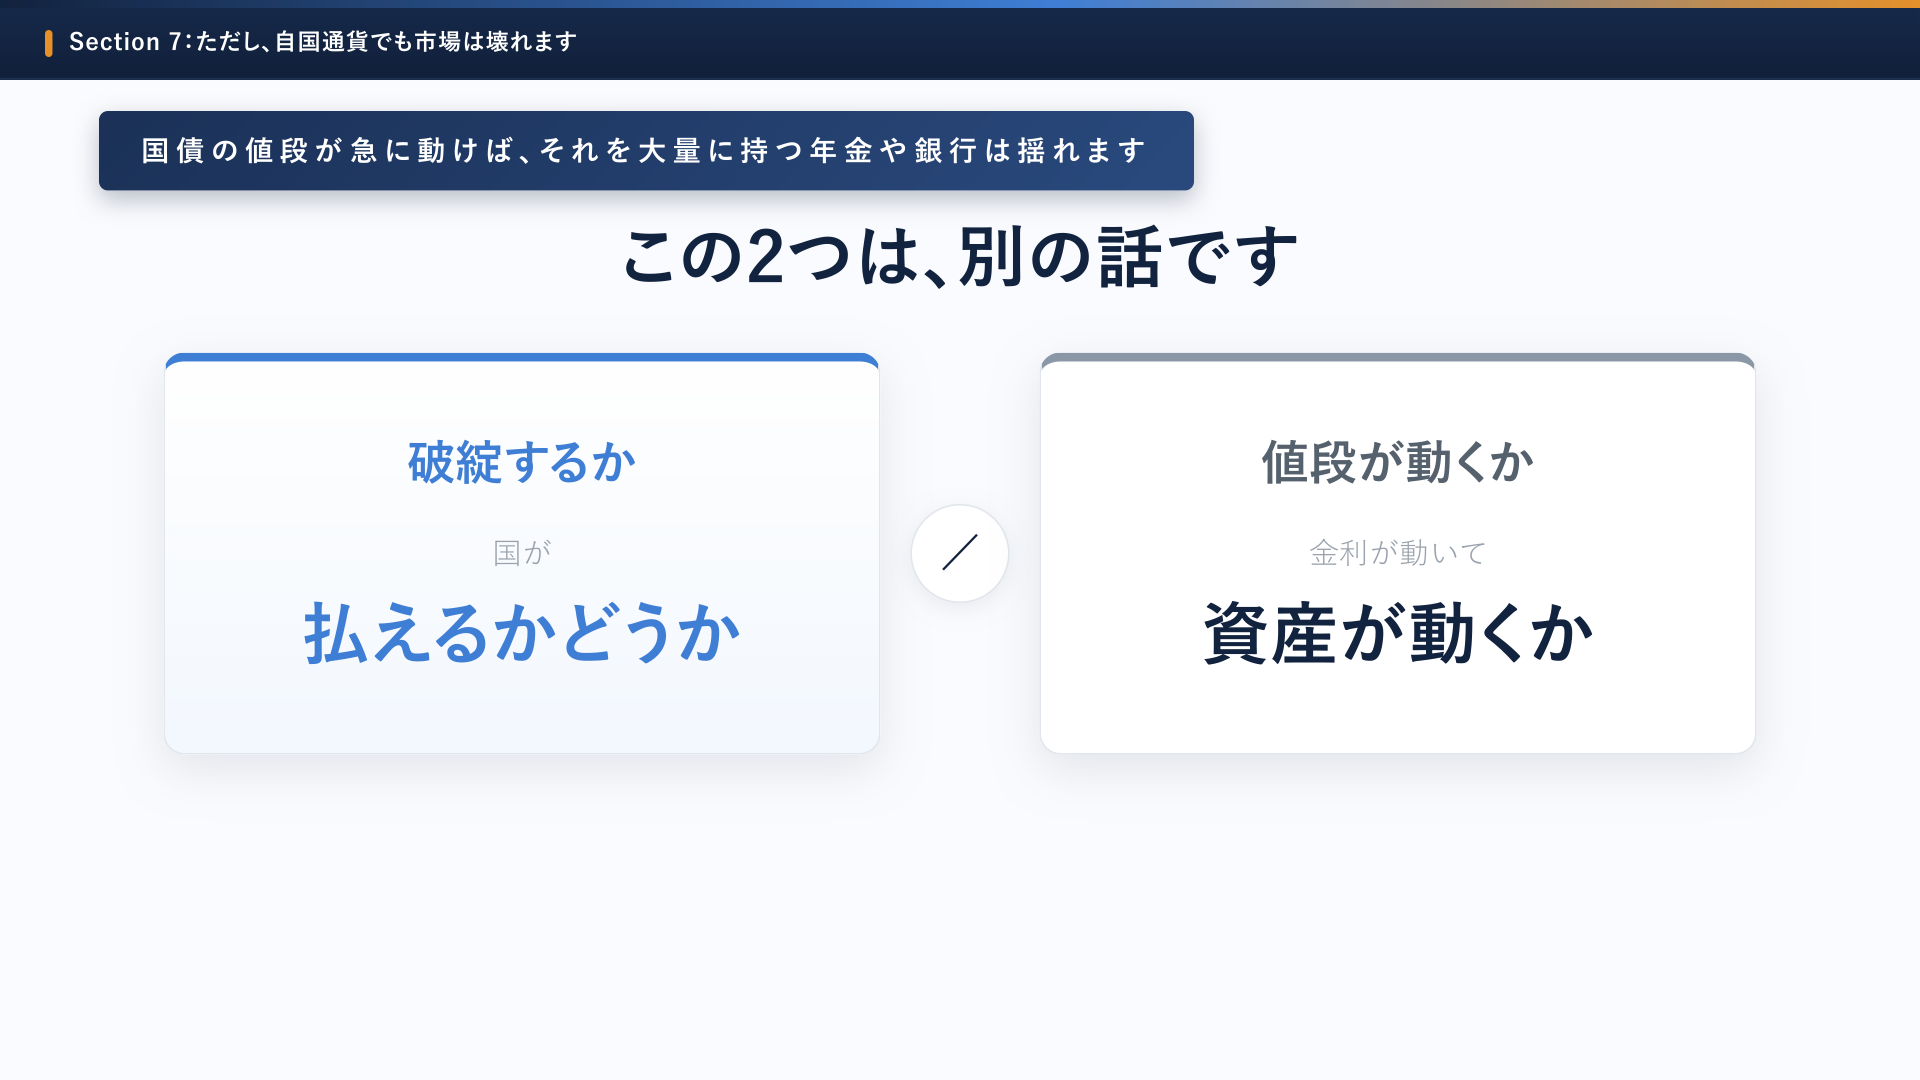 Section 7：ただし、自国通貨でも市場は壊れます
国債の値段が急に動けば、それを大量に持つ年金や銀行は揺れます
この2つは、別の話です
破綻するか
国が
払えるかどうか
／
値段が動くか
金利が動いて
資産が動くか